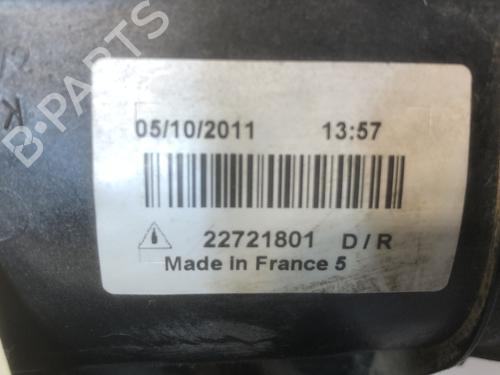 B-PARTS
05/10/2011 13:57
22721801 D/R
Made in France 5
K